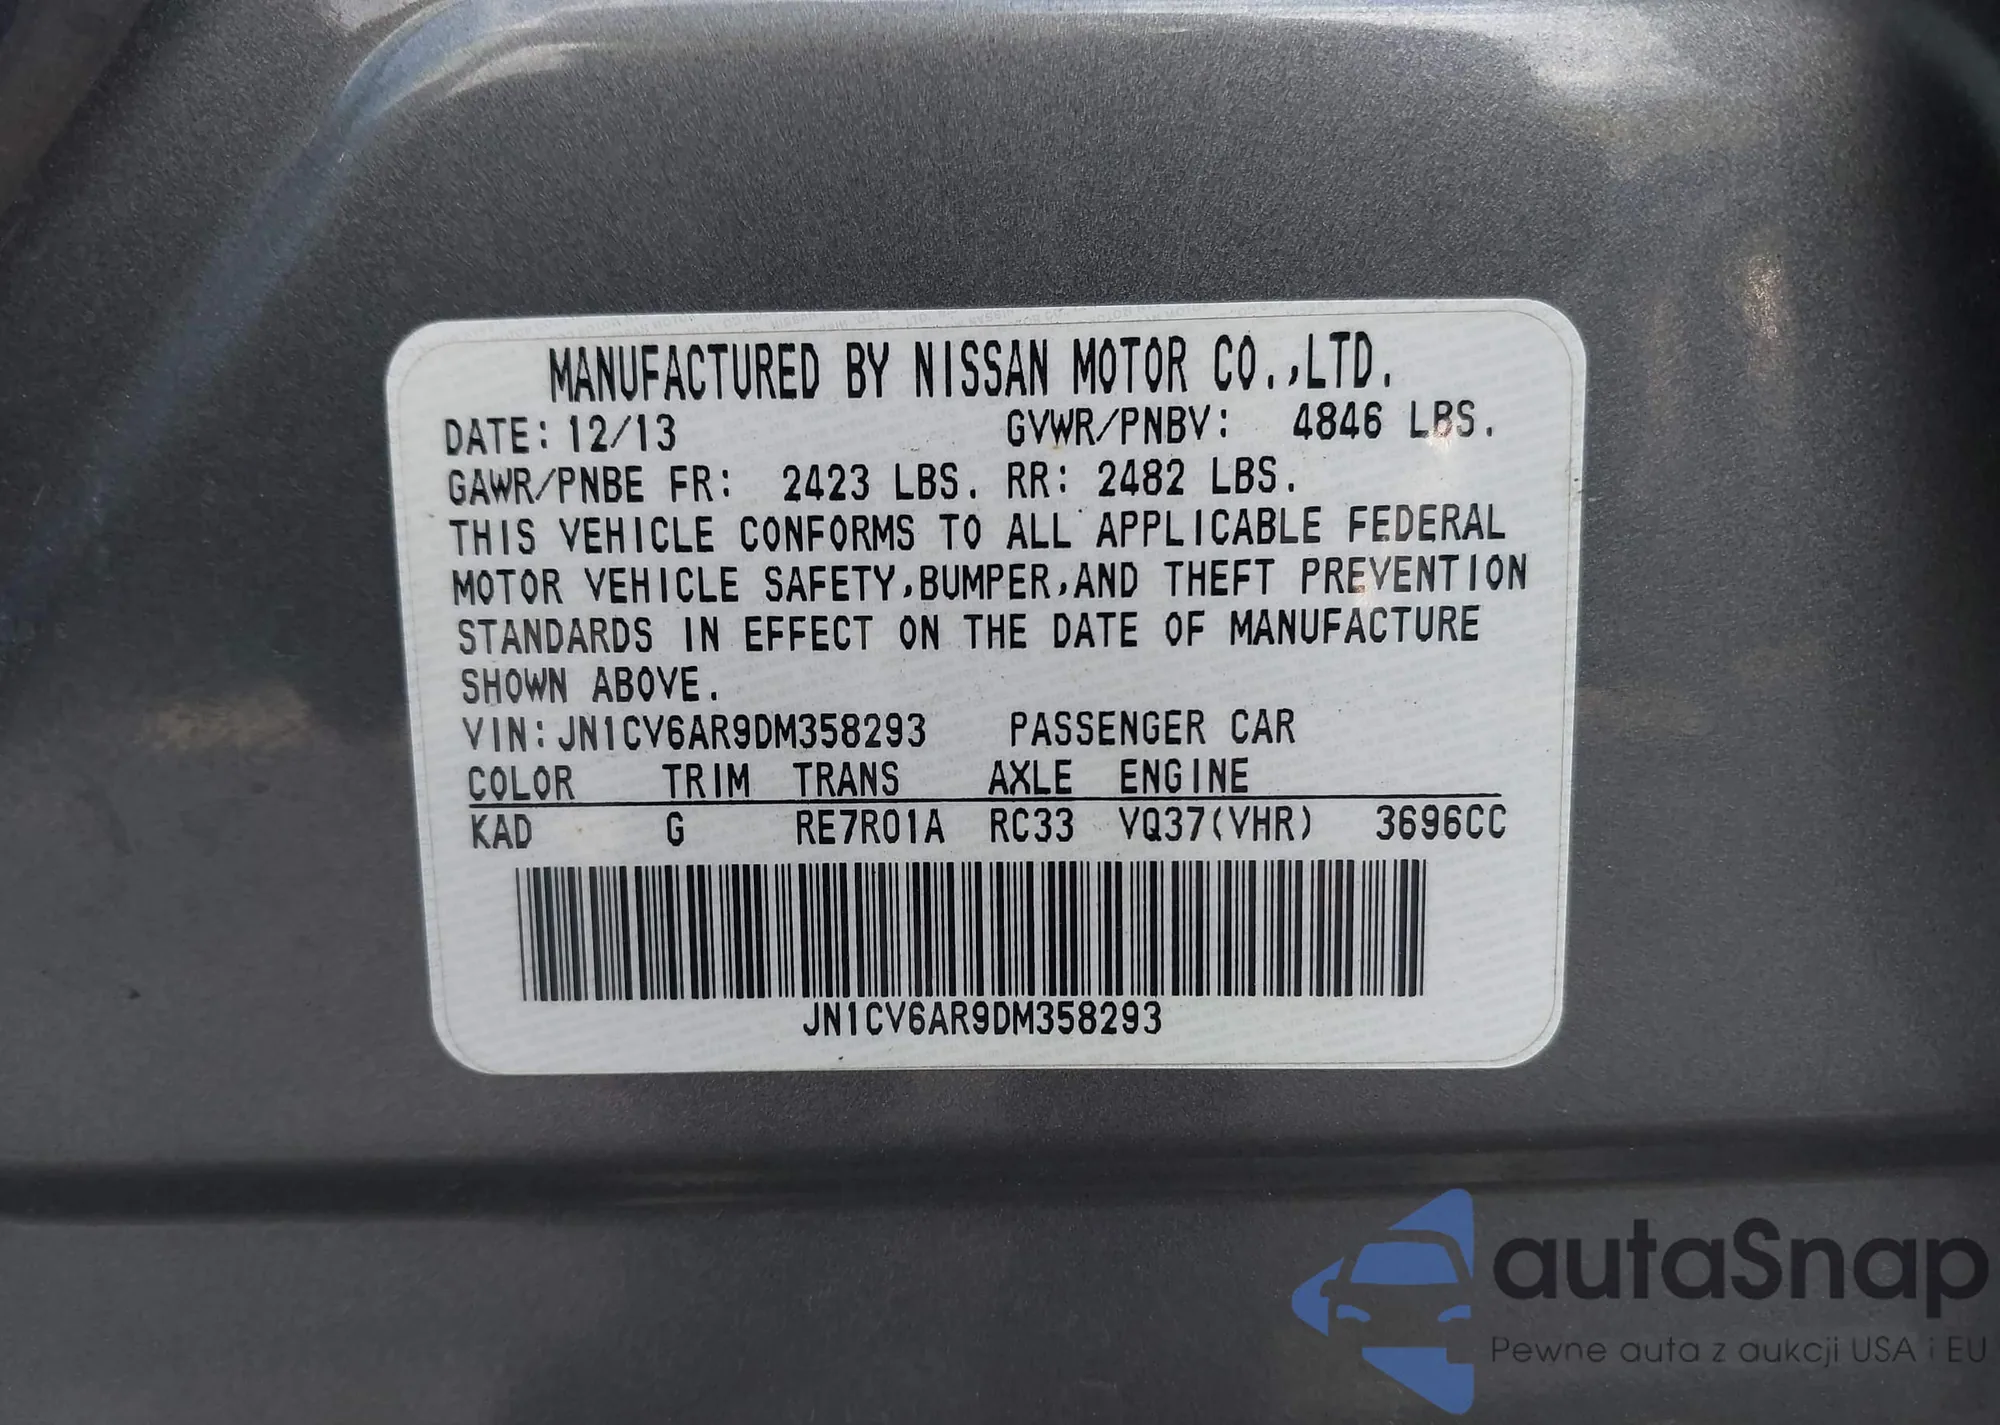 MANUFACTURED BY NISSAN MOTOR CO.,LTD.
DATE: 12/13 GVWR/PNBV: 4846 LBS.
GAWR/PNBE FR: 2423 LBS. RR: 2482 LBS.
THIS VEHICLE CONFORMS TO ALL APPLICABLE FEDERAL
MOTOR VEHICLE SAFETY,BUMPER,AND THEFT PREVENTION
STANDARDS IN EFFECT ON THE DATE OF MANUFACTURE
SHOWN ABOVE.
VIN: JN1CV6AR9DM358293 PASSENGER CAR
COLOR TRIM TRANS AXLE ENGINE
KAD G RE7R01A RC33 VQ37(VHR) 3696CC
JN1CV6AR9DM358293
autaSnap
Pewne auta z aukcji USA i EU